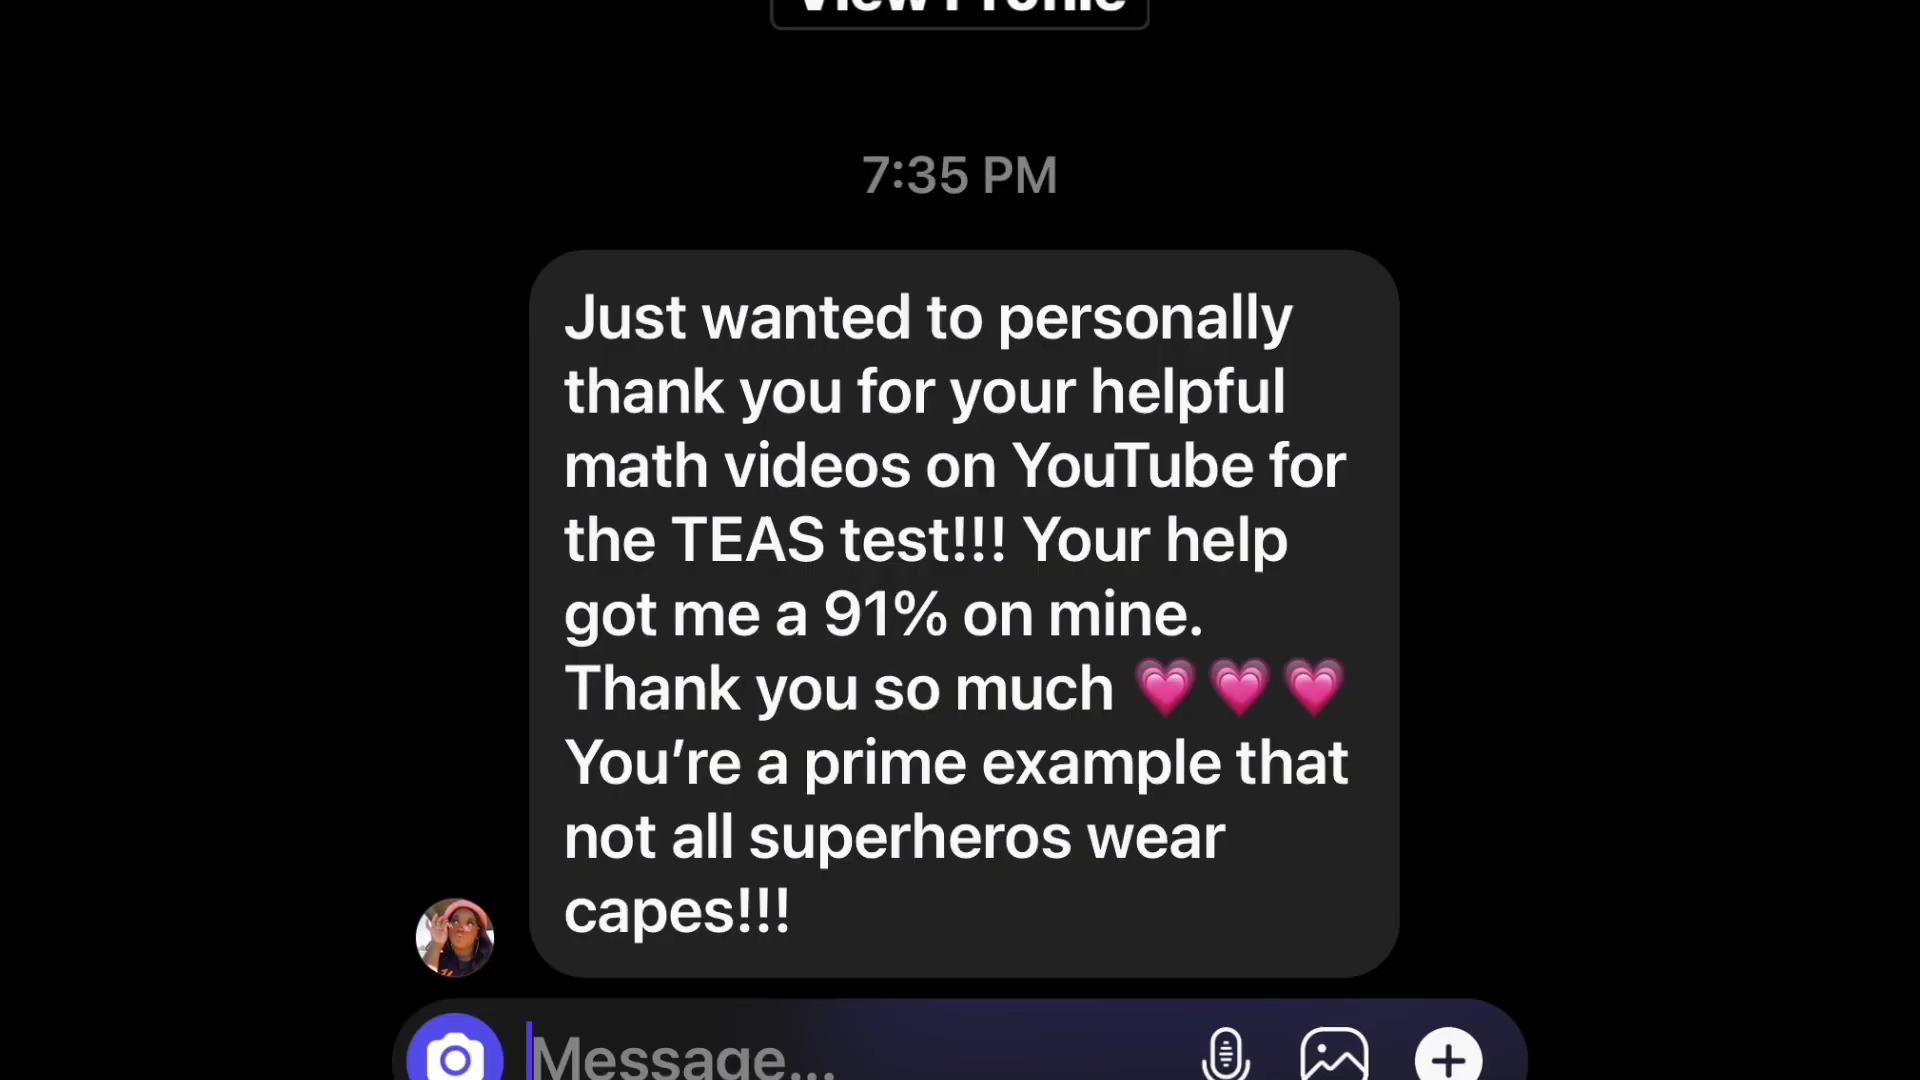 View Profile
7:35 PM
Just wanted to personally
thank you for your helpful
math videos on YouTube for
the TEAS test!!! Your help
got me a 91% on mine.
Thank you so much 💗💗💗
You’re a prime example that
not all superheros wear
capes!!!
Message...